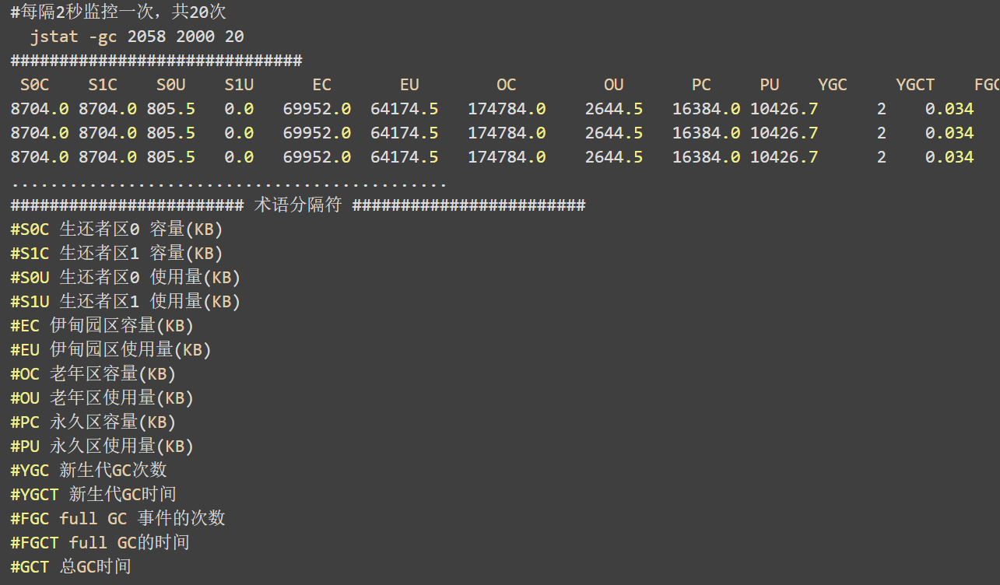 #每隔2秒监控一次，共20次
  jstat -gc 2058 2000 20
##############################
 S0C    S1C    S0U    S1U      EC       EU        OC         OU       PC     PU    YGC     YGCT    FGC
8704.0 8704.0 805.5   0.0   69952.0  64174.5   174784.0    2644.5   16384.0 10426.7      2    0.034
8704.0 8704.0 805.5   0.0   69952.0  64174.5   174784.0    2644.5   16384.0 10426.7      2    0.034
8704.0 8704.0 805.5   0.0   69952.0  64174.5   174784.0    2644.5   16384.0 10426.7      2    0.034
.............................................
######################## 术语分隔符 ########################
#S0C 生还者区0 容量(KB)
#S1C 生还者区1 容量(KB)
#S0U 生还者区0 使用量(KB)
#S1U 生还者区1 使用量(KB)
#EC 伊甸园区容量(KB)
#EU 伊甸园区使用量(KB)
#OC 老年区容量(KB)
#OU 老年区使用量(KB)
#PC 永久区容量(KB)
#PU 永久区使用量(KB)
#YGC 新生代GC次数
#YGCT 新生代GC时间
#FGC full GC 事件的次数
#FGCT full GC的时间
#GCT 总GC时间